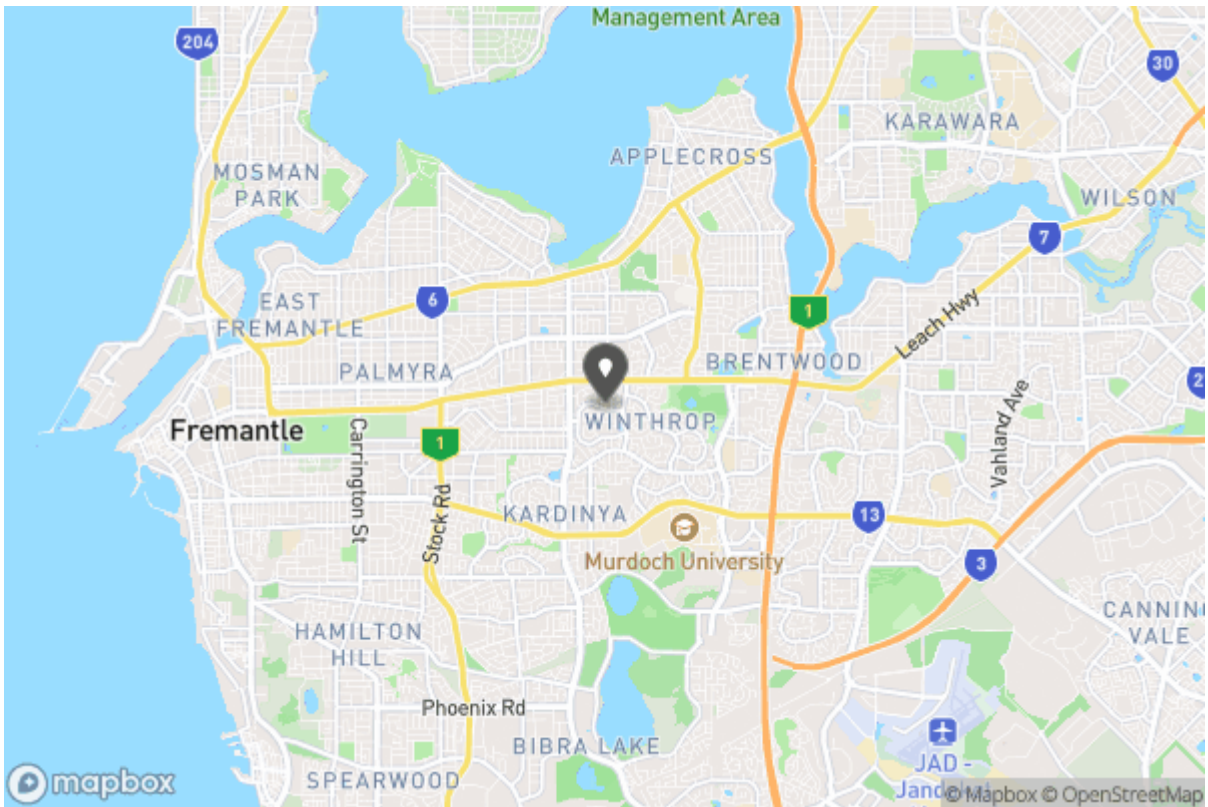 Management Area
204
30
KARAWARA
APPLECROSS
MOSMAN
PARK
WILSON
7
6
EAST
FREMANTLE
1
Leach Hwy
BRENTWOOD
PALMYRA
WINTHROP
Fremantle
Carrington St
1
Stock Rd
Vahland Ave
KARDINYA
13
Murdoch University
3
CANNING
VALE
HAMILTON
HILL
Phoenix Rd
BIBRA LAKE
SPEARWOOD
JAD -
mapbox
© Mapbox © OpenStreetMap